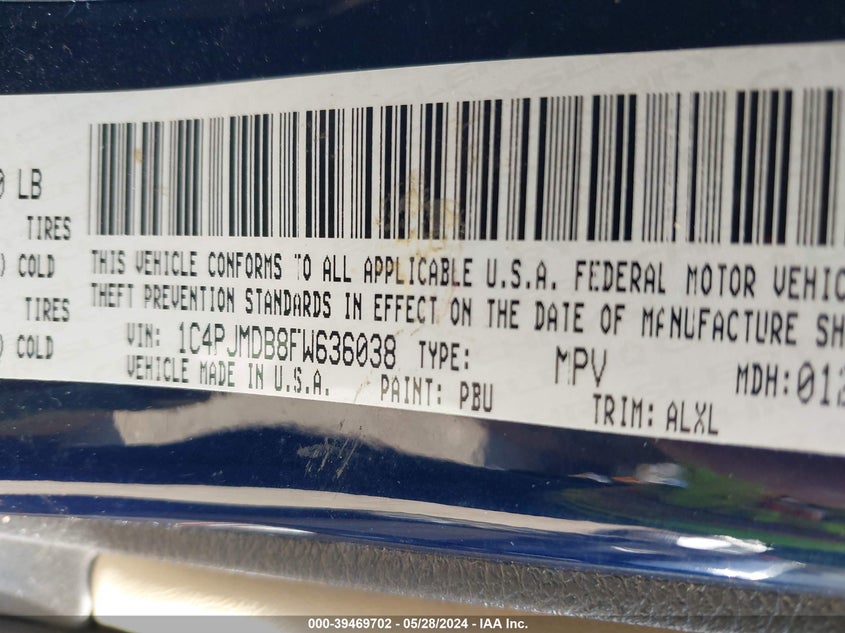 0 LB
TIRES
) COLD
TIRES
) COLD
THIS VEHICLE CONFORMS TO ALL APPLICABLE U.S.A. FEDERAL MOTOR VEHIC
THEFT PREVENTION STANDARDS IN EFFECT ON THE DATE OF MANUFACTURE SH
VIN: 1C4PJMDB8FW636038 TYPE: MPV MDH: 012
VEHICLE MADE IN U.S.A. PAINT: PBU TRIM: ALXL
000-39469702 - 05/28/2024 - IAA Inc.